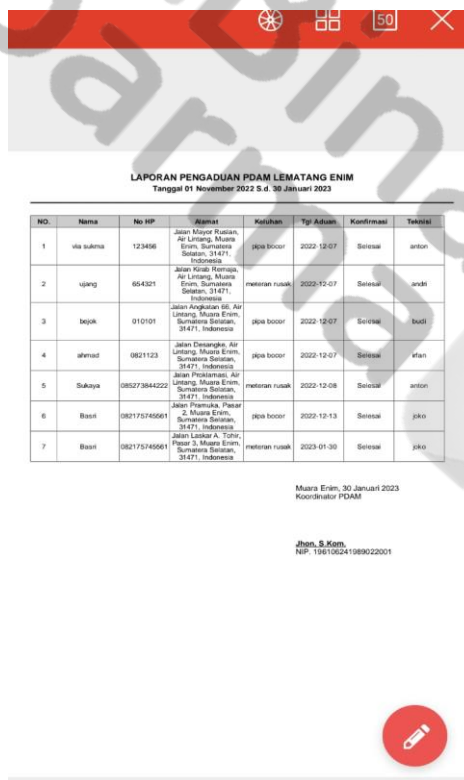 50
LAPORAN PENGADUAN PDAM LEMATANG ENIM
Tanggal 01 November 2022 S.d. 30 Januari 2023
NO. Nama No HP Alamat Keluhan Tgl Aduan Konfirmasi Teknisi
1 via sukma 123456 Jalan Mayor Ruslan, Air Lintang, Muara Enim, Sumatera Selatan, 31471, Indonesia pipa bocor 2022-12-07 Selesai anton
2 ujang 654321 Jalan Kirab Remaja, Air Lintang, Muara Enim, Sumatera Selatan, 31471, Indonesia meteran rusak 2022-12-07 Selesai andri
3 bejok 010101 Jalan Angkatan 66, Air Lintang, Muara Enim, Sumatera Selatan, 31471, Indonesia pipa bocor 2022-12-07 Selesai budi
4 ahmad 0821123 Jalan Desangke, Air Lintang, Muara Enim, Sumatera Selatan, 31471, Indonesia pipa bocor 2022-12-07 Selesai irfan
5 Sukaya 085273844222 Jalan Proklamasi, Air Lintang, Muara Enim, Sumatera Selatan, 31471, Indonesia meteran rusak 2022-12-08 Selesai anton
6 Basri 082175745561 Jalan Pramuka, Pasar 2, Muara Enim, Sumatera Selatan, 31471, Indonesia pipa bocor 2022-12-13 Selesai joko
7 Basri 082175745561 Jalan Laskar A. Tohir, Pasar 3, Muara Enim, Sumatera Selatan, 31471, Indonesia meteran rusak 2023-01-30 Selesai joko
Muara Enim, 30 Januari 2023
Koordinator PDAM
Jhon, S.Kom.
NIP. 196106241989022001